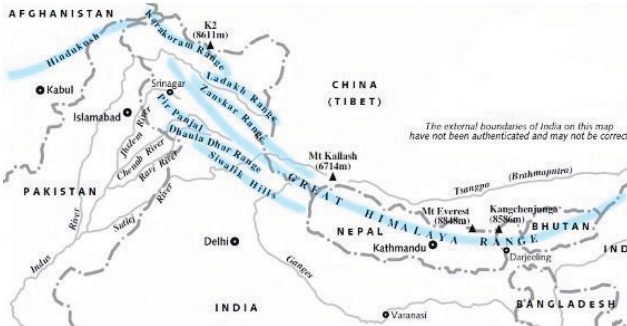 AFGHANISTAN
K2
(8611m)
Hindukush
Karakoram Range
Kabul
Srinagar
Ladakh Range
Zanskar Range
CHINA
(TIBET)
Islamabad
Pir Panjal
Jhelem River
Dhaula Dhar Range
The external boundaries of India on this map
have not been authenticated and may not be correct
Chenab River
Ravi River
Siwalik Hills
Mt Kailash
(6714m)
PAKISTAN
River
River
Sutlej
Tsangpo
(Brahmaputra)
GREAT HIMALAYA RANGE
Mt Everest
(8848m)
Kangchenjunga
(8586m)
BHUTAN
NEPAL
Delhi
Kathmandu
Darjeeling
IND
Indus
Ganges
BANGLADESH
INDIA
Varanasi